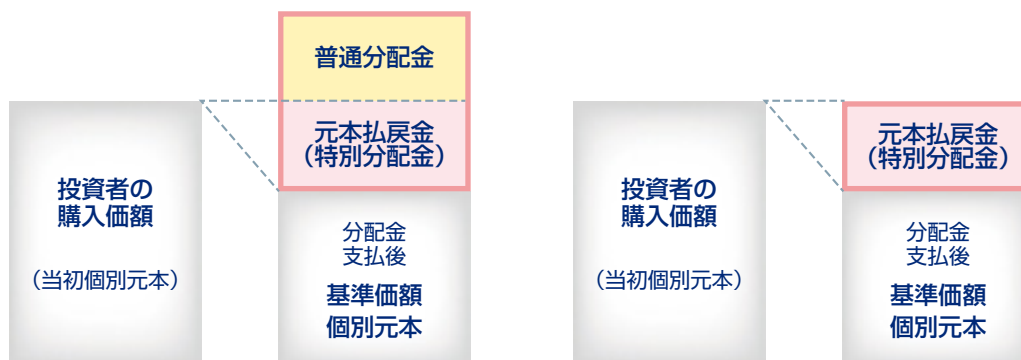 普通分配金
元本払戻金
（特別分配金）
投資者の
購入価額
（当初個別元本）
分配金
支払後
基準価額
個別元本
元本払戻金
（特別分配金）
投資者の
購入価額
（当初個別元本）
分配金
支払後
基準価額
個別元本